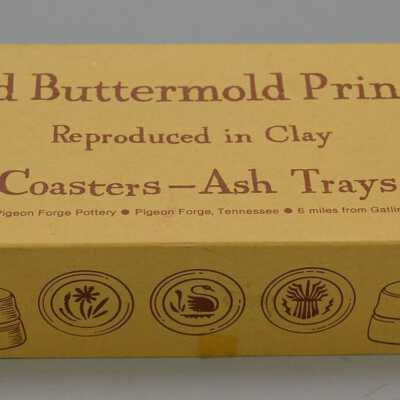 d Buttermold Prin
Reproduced in Clay
Coasters — Ash Trays
Pigeon Forge Pottery ● Pigeon Forge, Tennessee ● 6 miles from Gatlin